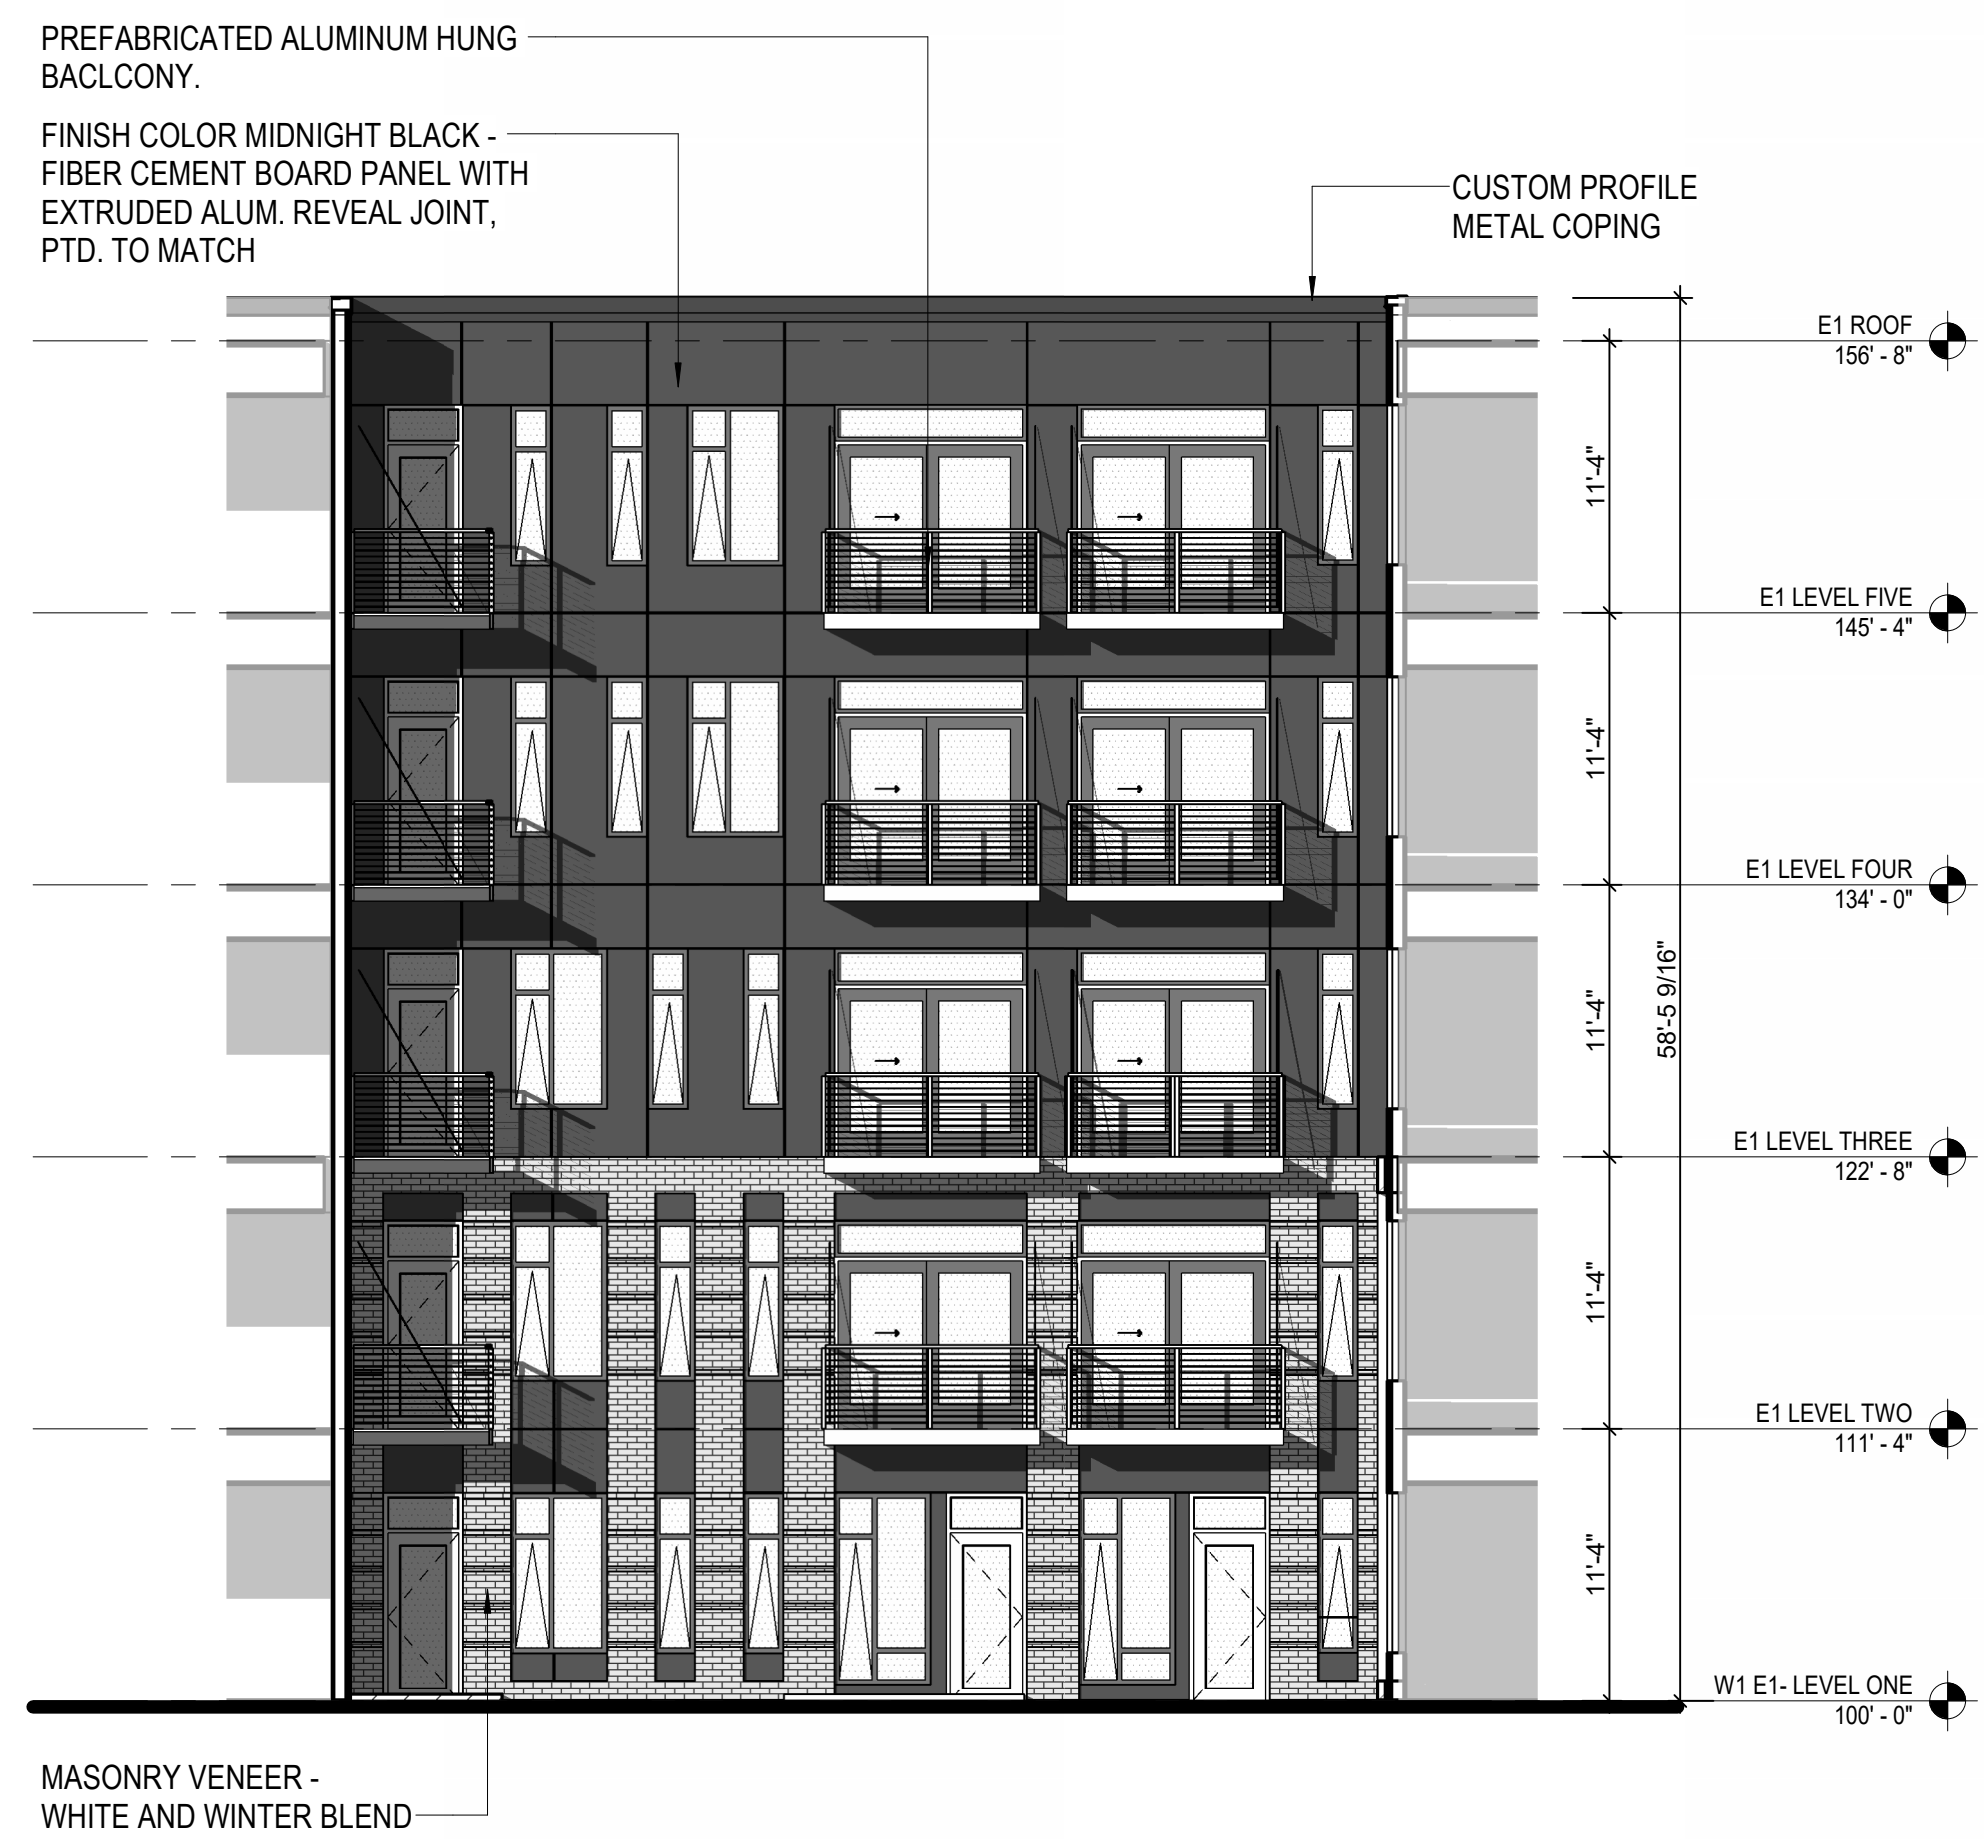 PREFABRICATED ALUMINUM HUNG
BACLCONY.
FINISH COLOR MIDNIGHT BLACK -
FIBER CEMENT BOARD PANEL WITH
EXTRUDED ALUM. REVEAL JOINT,
PTD. TO MATCH
CUSTOM PROFILE
METAL COPING
E1 ROOF
156' - 8"
11'-4"
E1 LEVEL FIVE
145' - 4"
11'-4"
E1 LEVEL FOUR
134' - 0"
11'-4"
58'-5 9/16"
E1 LEVEL THREE
122' - 8"
11'-4"
E1 LEVEL TWO
111' - 4"
11'-4"
W1 E1- LEVEL ONE
100' - 0"
MASONRY VENEER -
WHITE AND WINTER BLEND